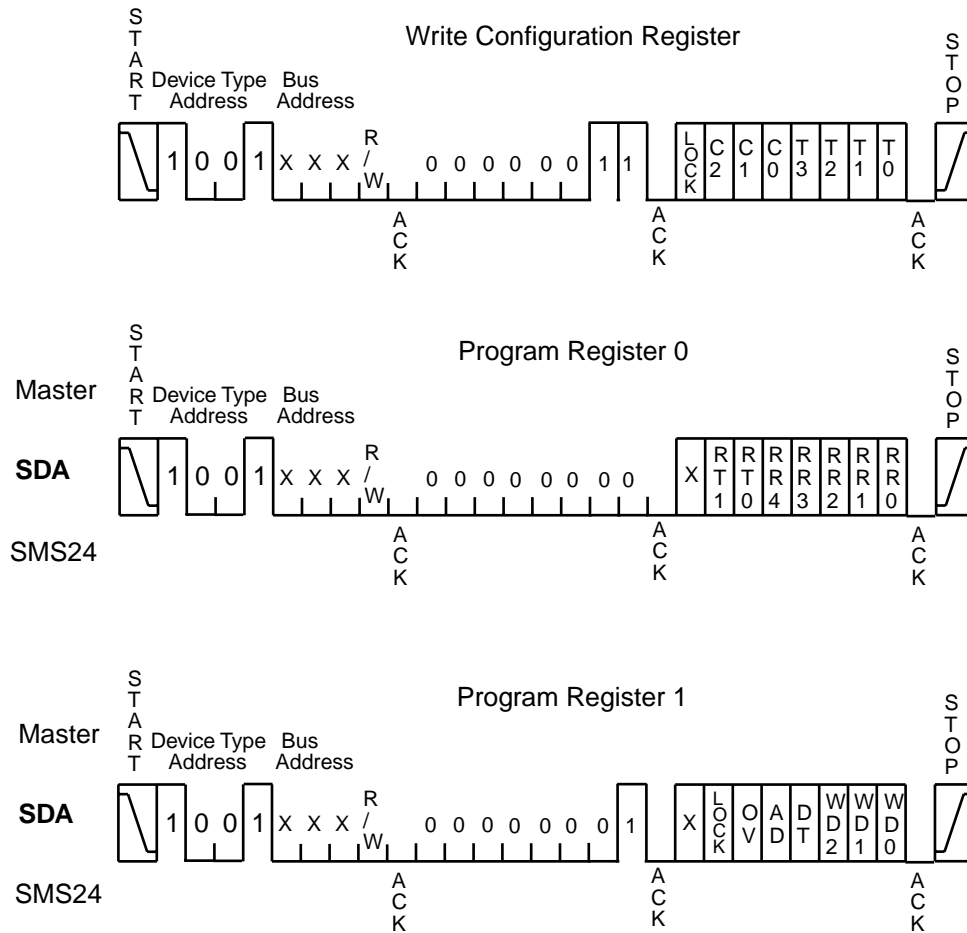 Write Configuration Register
START
Device Type Address
Bus Address
STOP
1 0 0 1 X X X R/W 0 0 0 0 0 0 1 1 LOCK C2 C1 C0 T3 T2 T1 T0
ACK ACK ACK
Program Register 0
Master
START
Device Type Address
Bus Address
STOP
SDA
1 0 0 1 X X X R/W 0 0 0 0 0 0 0 0 X RT1 RT0 RR4 RR3 RR2 RR1 RR0
SMS24
ACK ACK ACK
Program Register 1
Master
START
Device Type Address
Bus Address
STOP
SDA
1 0 0 1 X X X R/W 0 0 0 0 0 0 0 1 X LOCK OV AD DT WD2 WD1 WD0
SMS24
ACK ACK ACK